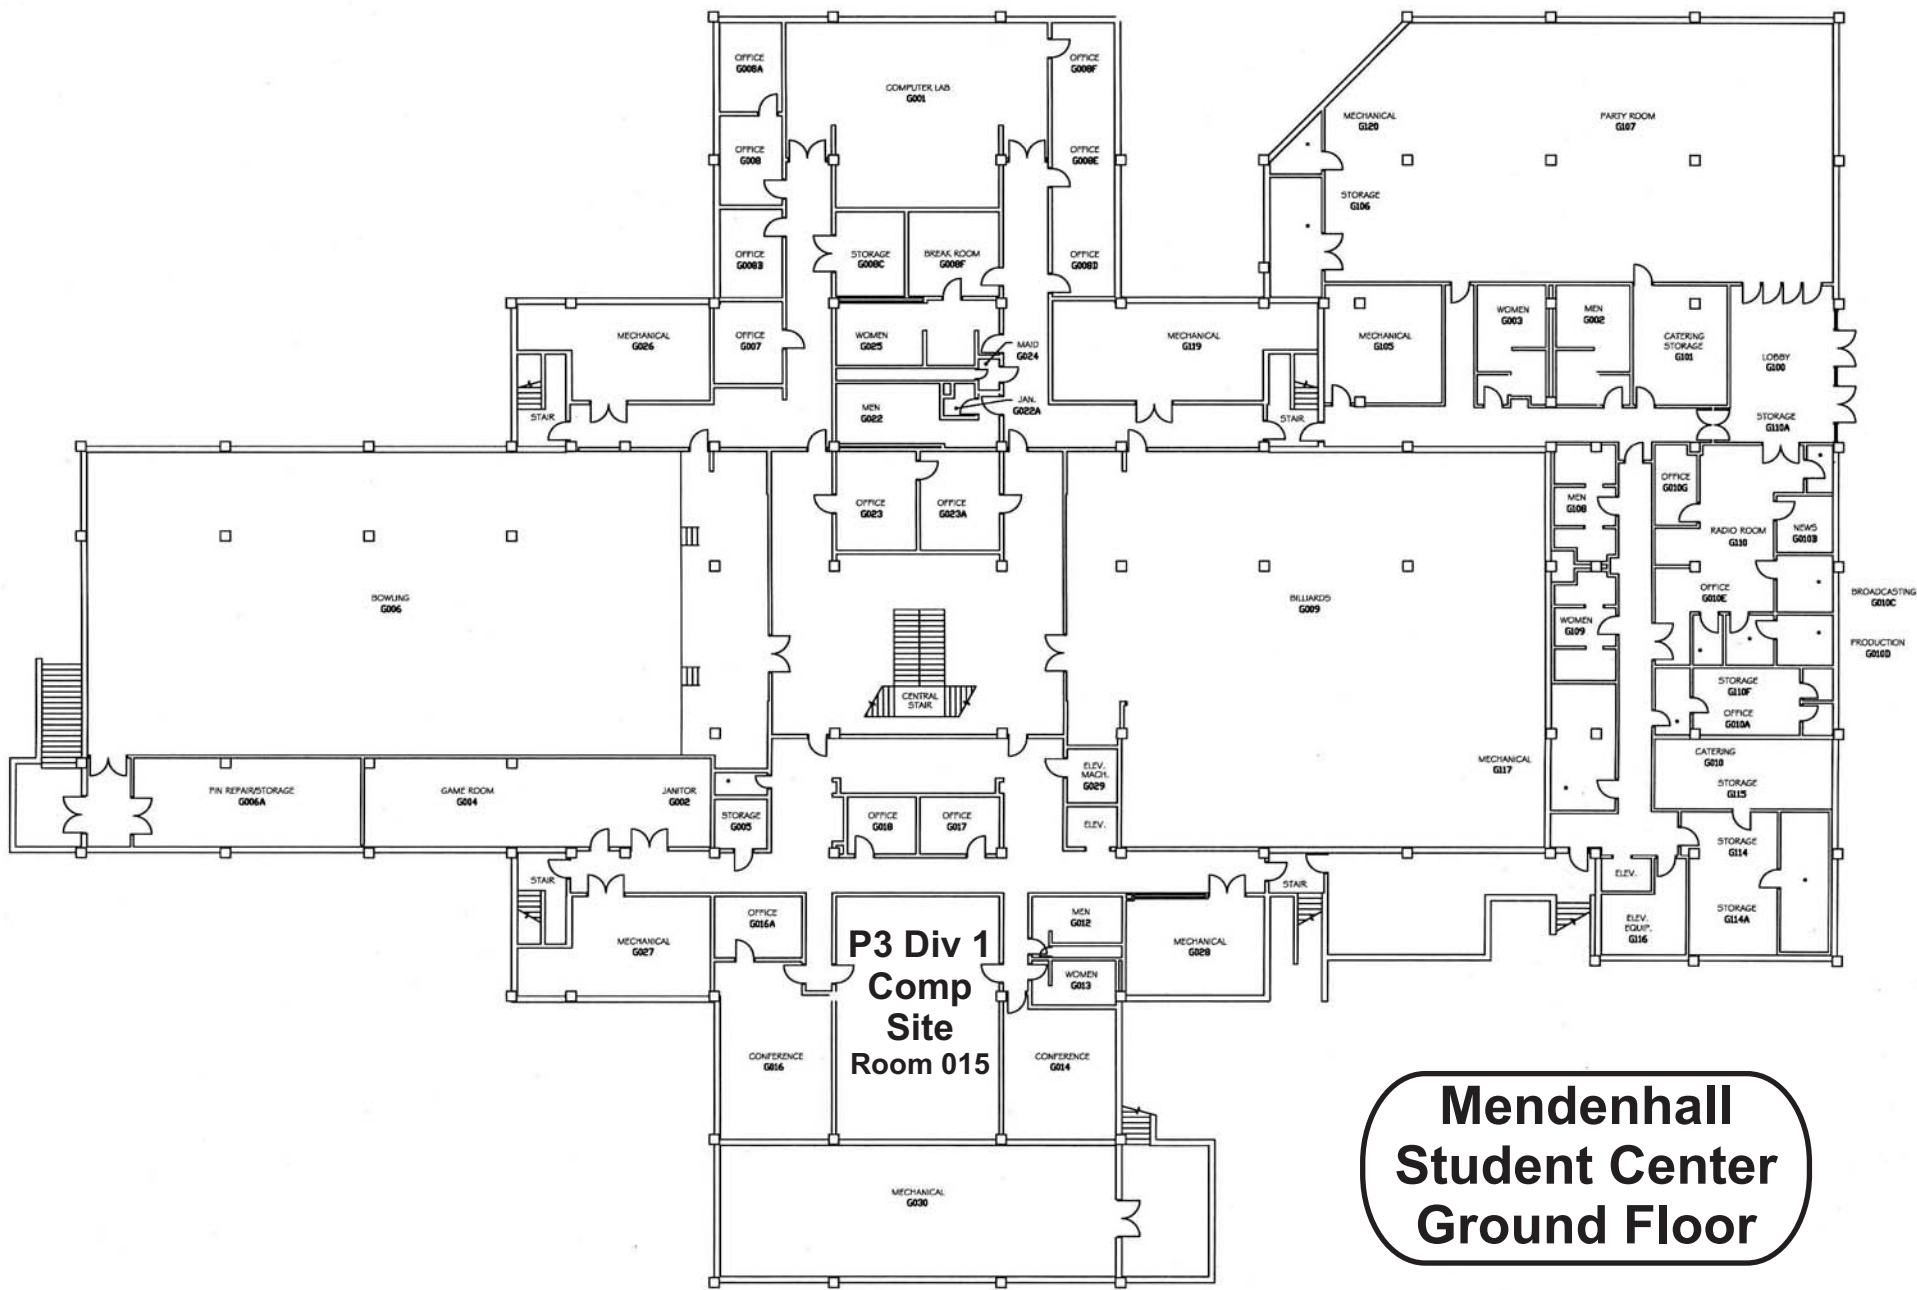 OFFICE
G008A
COMPUTER LAB
G001
OFFICE
G008F
OFFICE
G008
OFFICE
G008E
MECHANICAL
G120
PARTY ROOM
G107
STORAGE
G106
OFFICE
G008B
STORAGE
G008C
BREAK ROOM
G008F
OFFICE
G008D
MECHANICAL
G026
OFFICE
G007
WOMEN
G025
MAID
G024
MECHANICAL
G119
MECHANICAL
G105
WOMEN
G003
MEN
G002
CATERING
STORAGE
G101
LOBBY
G100
STAIR
MEN
G022
JAN.
G022A
STAIR
STORAGE
G110A
OFFICE
G023
OFFICE
G023A
MEN
G108
OFFICE
G010G
RADIO ROOM
G110
NEWS
G010B
BOWLING
G006
BILLIARDS
G009
OFFICE
G010E
BROADCASTING
G010C
WOMEN
G109
PRODUCTION
G010D
CENTRAL
STAIR
STORAGE
G110F
OFFICE
G010A
PIN REPAIR/STORAGE
G006A
GAME ROOM
G004
JANITOR
G002
STORAGE
G005
OFFICE
G018
OFFICE
G017
ELEV.
MACH.
G029
ELEV.
MECHANICAL
G117
CATERING
G010
STORAGE
G115
STORAGE
G114
STAIR
STAIR
ELEV.
MECHANICAL
G027
OFFICE
G016A
MEN
G012
MECHANICAL
G028
ELEV.
EQUIP.
G116
STORAGE
G114A
WOMEN
G013
P3 Div 1
Comp
Site
Room 015
CONFERENCE
G016
CONFERENCE
G014
MECHANICAL
G030
Mendenhall
Student Center
Ground Floor